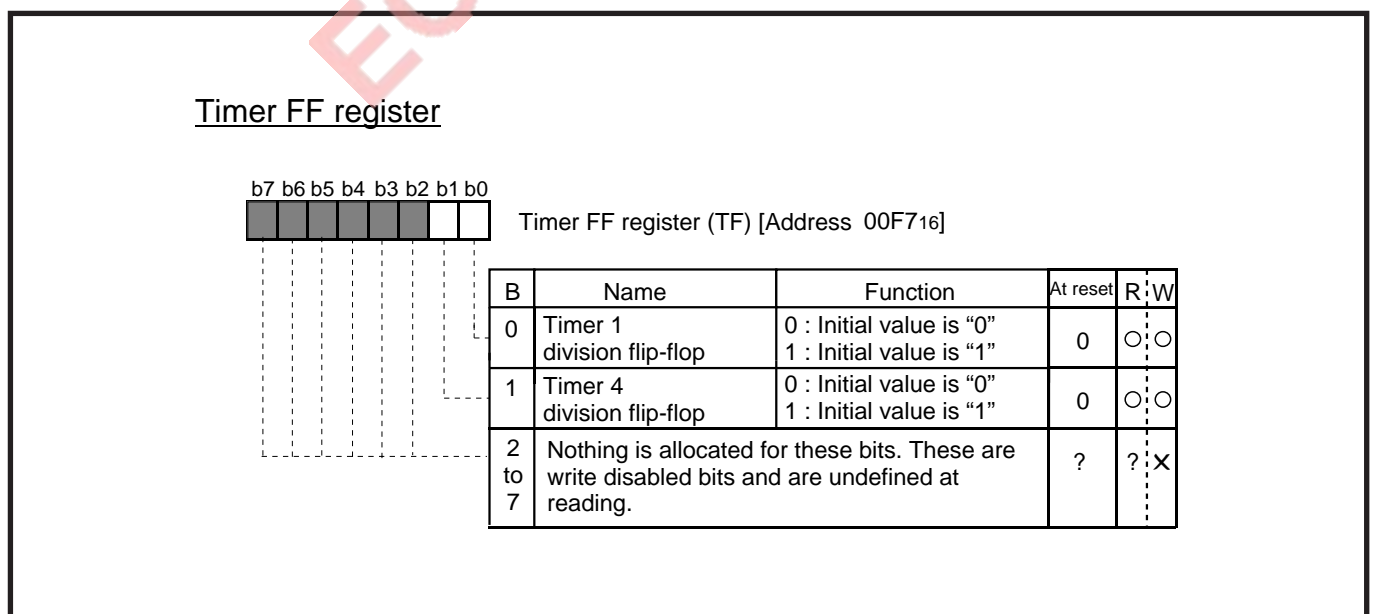 Timer FF register
b7 b6 b5 b4 b3 b2 b1 b0
Timer FF register (TF) [Address 00F716]
B Name Function At reset R W
0 Timer 1 division flip-flop 0 : Initial value is “0” 1 : Initial value is “1” 0 ○ ○
1 Timer 4 division flip-flop 0 : Initial value is “0” 1 : Initial value is “1” 0 ○ ○
2 Nothing is allocated for these bits. These are ? ? ×
to write disabled bits and are undefined at
7 reading.